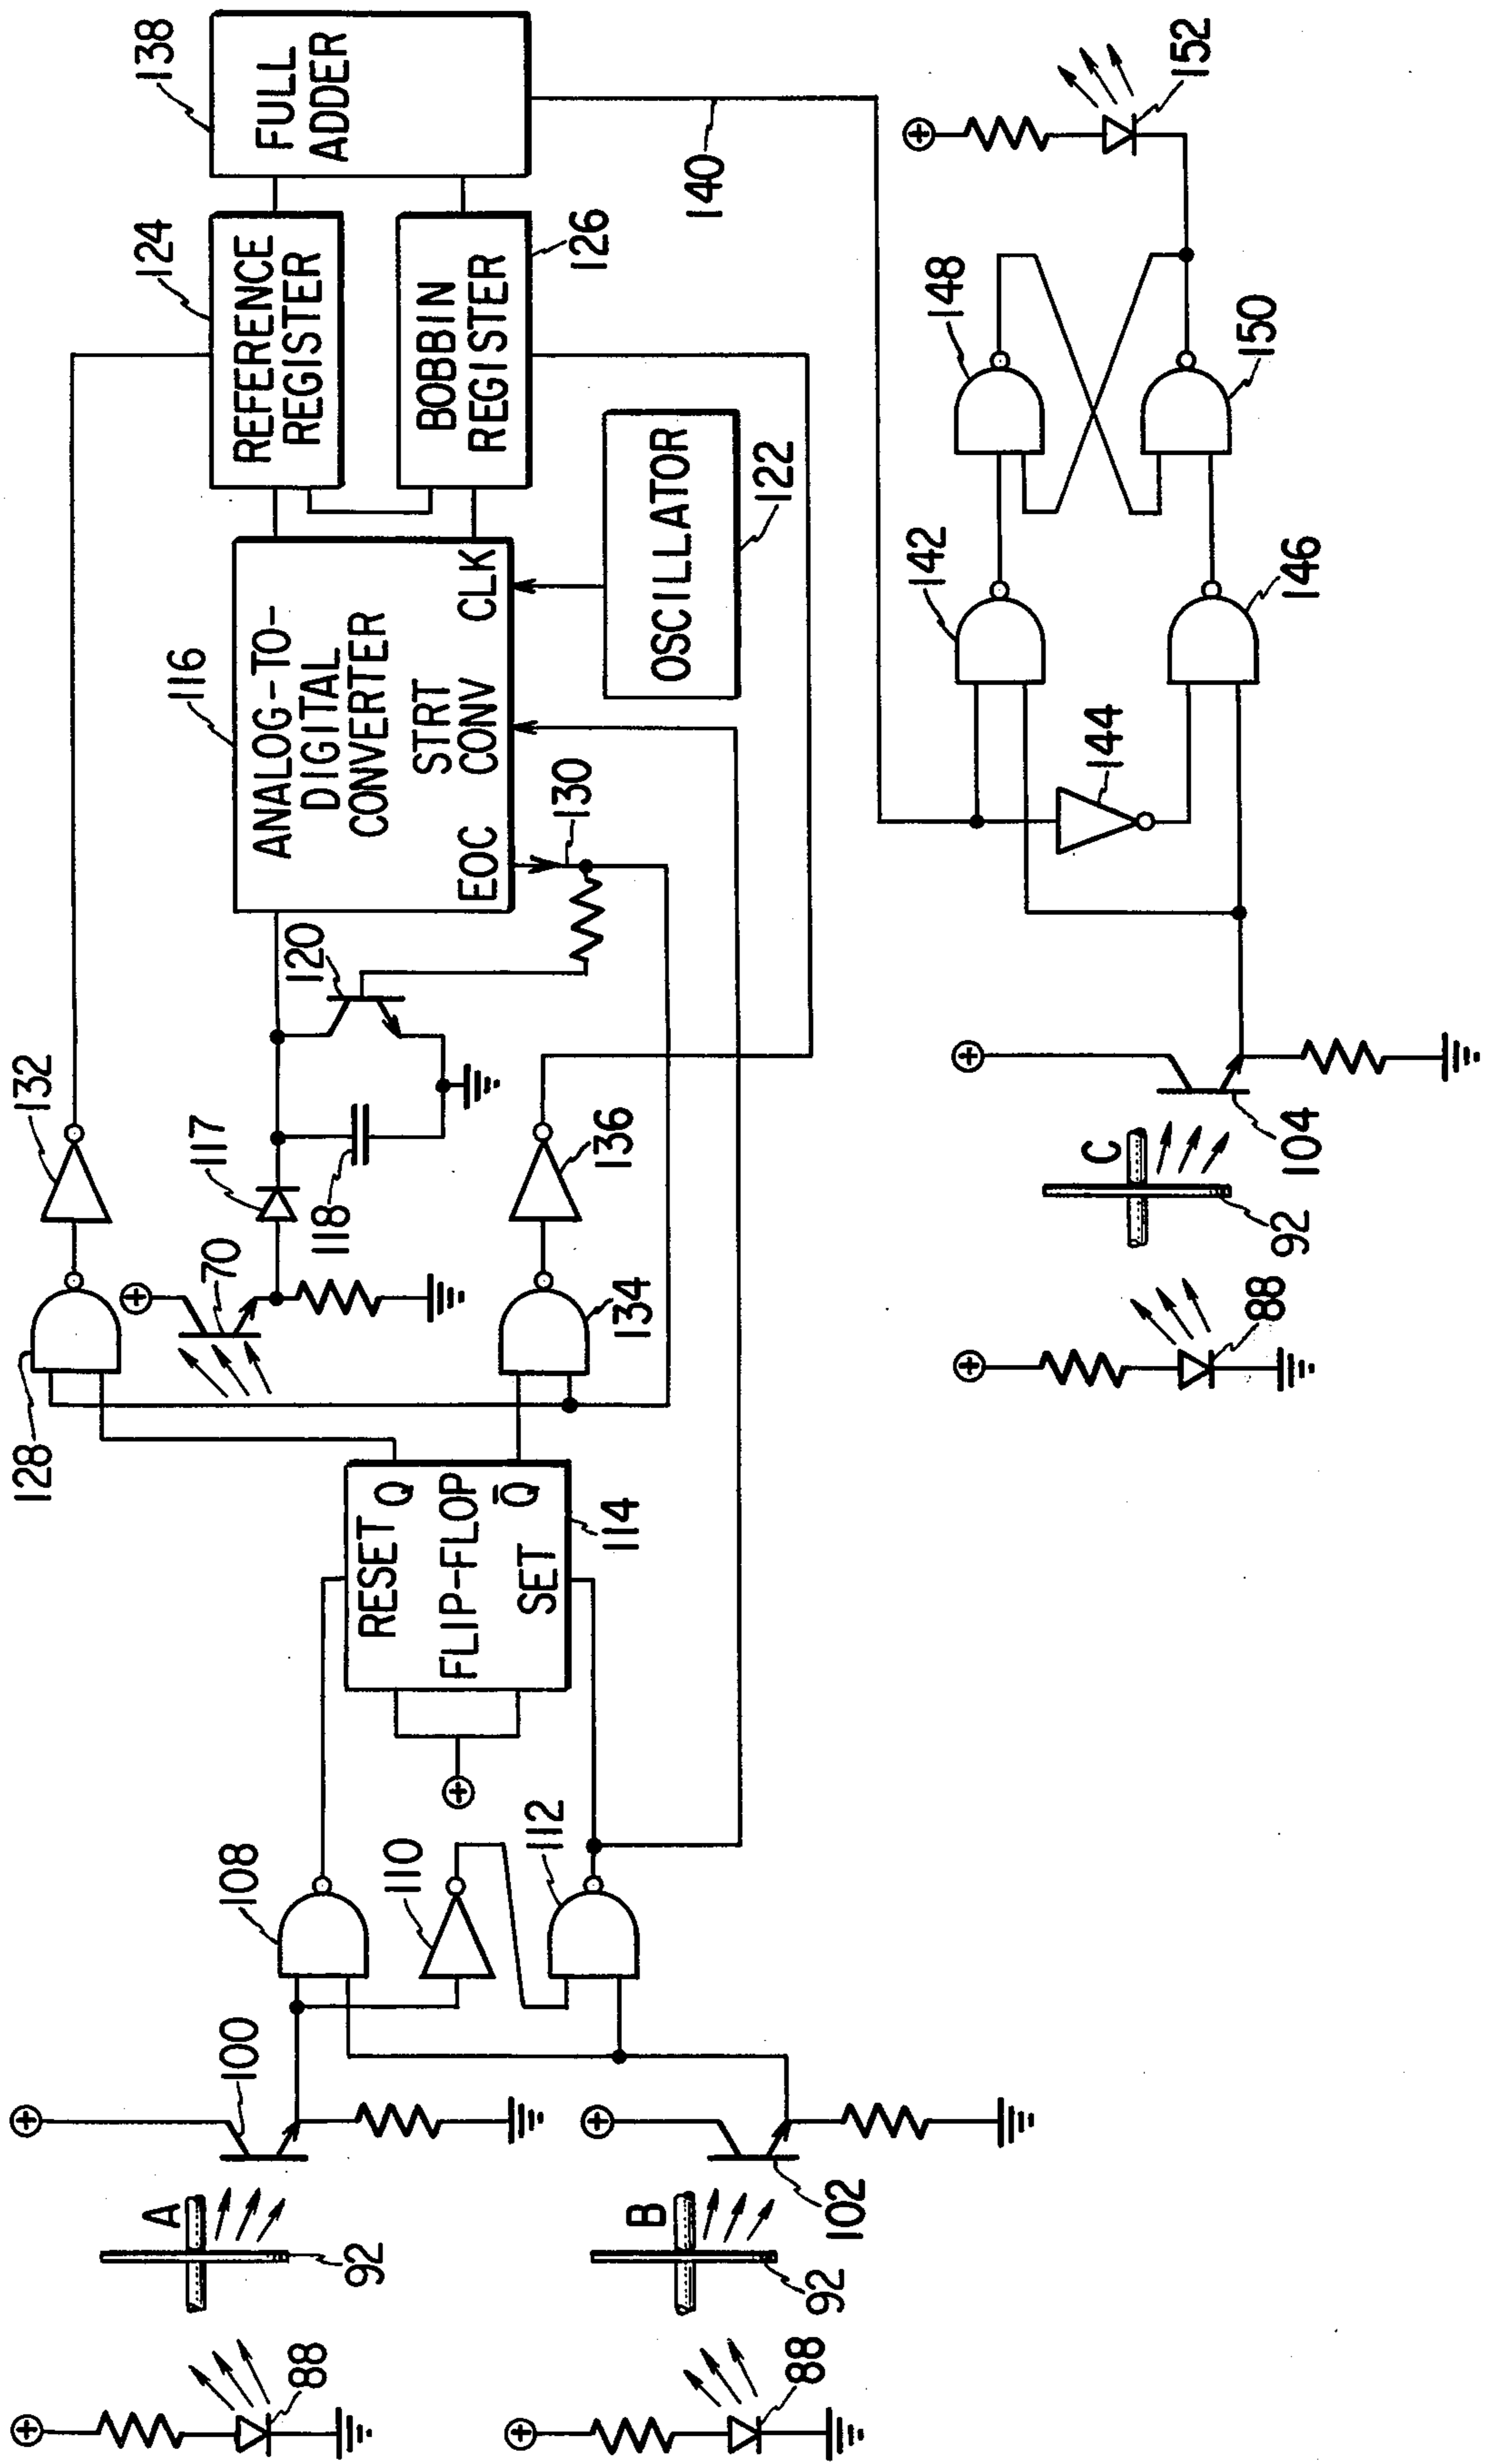 138
FULL
ADDER
124
REFERENCE
REGISTER
BOBBIN
REGISTER
126
140
152
116
ANALOG-TO-
DIGITAL
CONVERTER
STRT
CONV
EOC
CLK
130
OSCILLATOR
122
148
150
142
146
144
132
117
120
118
70
128
134
136
RESET
Q
FLIP-FLOP
Q̅
SET
114
108
110
112
100
A
92
88
102
B
92
88
104
C
92
88